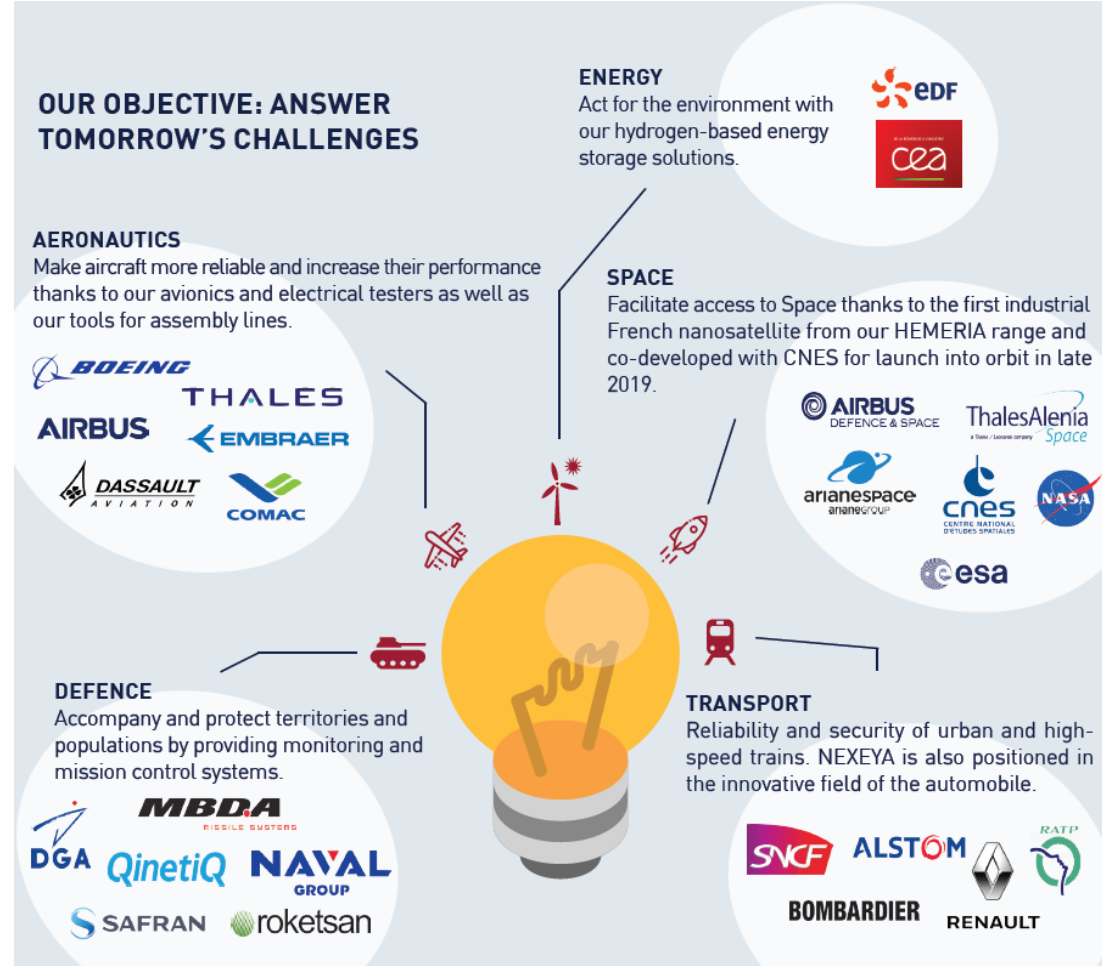 OUR OBJECTIVE: ANSWER
TOMORROW'S CHALLENGES
ENERGY
Act for the environment with
our hydrogen-based energy
storage solutions.
eDF
cea
AERONAUTICS
Make aircraft more reliable and increase their performance
thanks to our avionics and electrical testers as well as
our tools for assembly lines.
BOEING
THALES
AIRBUS
EMBRAER
DASSAULT
AVIATION
COMAC
SPACE
Facilitate access to Space thanks to the first industrial
French nanosatellite from our HEMERIA range and
co-developed with CNES for launch into orbit in late
2019.
AIRBUS
DEFENCE & SPACE
ThalesAlenia
a Thales / Leonardo company
Space
arianespace
arianeGROUP
cnes
CENTRE NATIONAL
D'ÉTUDES SPATIALES
NASA
esa
DEFENCE
Accompany and protect territories and
populations by providing monitoring and
mission control systems.
MBDA
MISSILE SYSTEMS
DGA
QinetiQ
NAVAL
GROUP
SAFRAN
roketsan
TRANSPORT
Reliability and security of urban and high-
speed trains. NEXEYA is also positioned in
the innovative field of the automobile.
SNCF
ALSTOM
RATP
BOMBARDIER
RENAULT